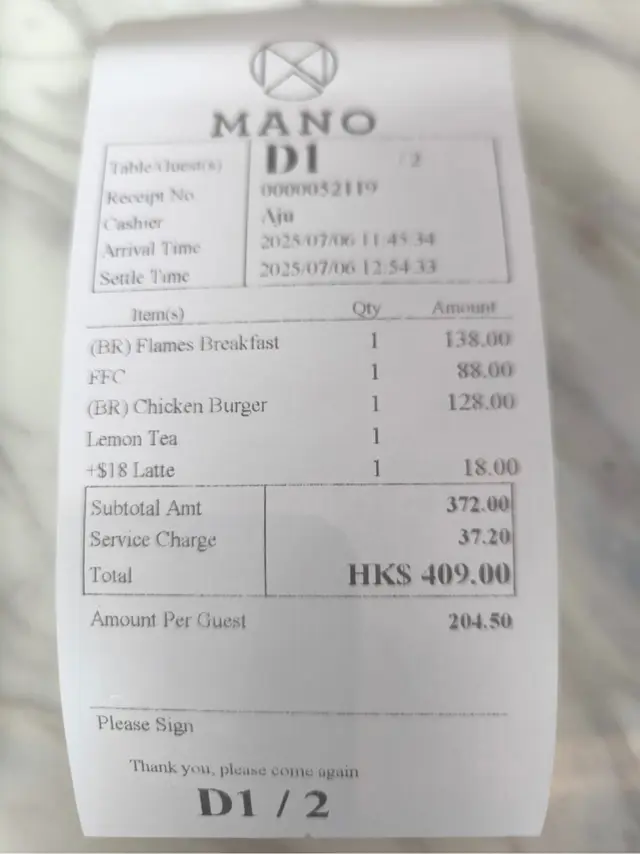 MANO
Table/Guest(s) D1 / 2
Receipt No 0000052119
Cashier Aju
Arrival Time 2025/07/06 11:45:34
Settle Time 2025/07/06 12:54:33
Item(s) Qty Amount
(BR) Flames Breakfast 1 138.00
FFC 1 88.00
(BR) Chicken Burger 1 128.00
Lemon Tea 1
+$18 Latte 1 18.00
Subtotal Amt 372.00
Service Charge 37.20
Total HK$ 409.00
Amount Per Guest 204.50
Please Sign
Thank you, please come again
D1 / 2